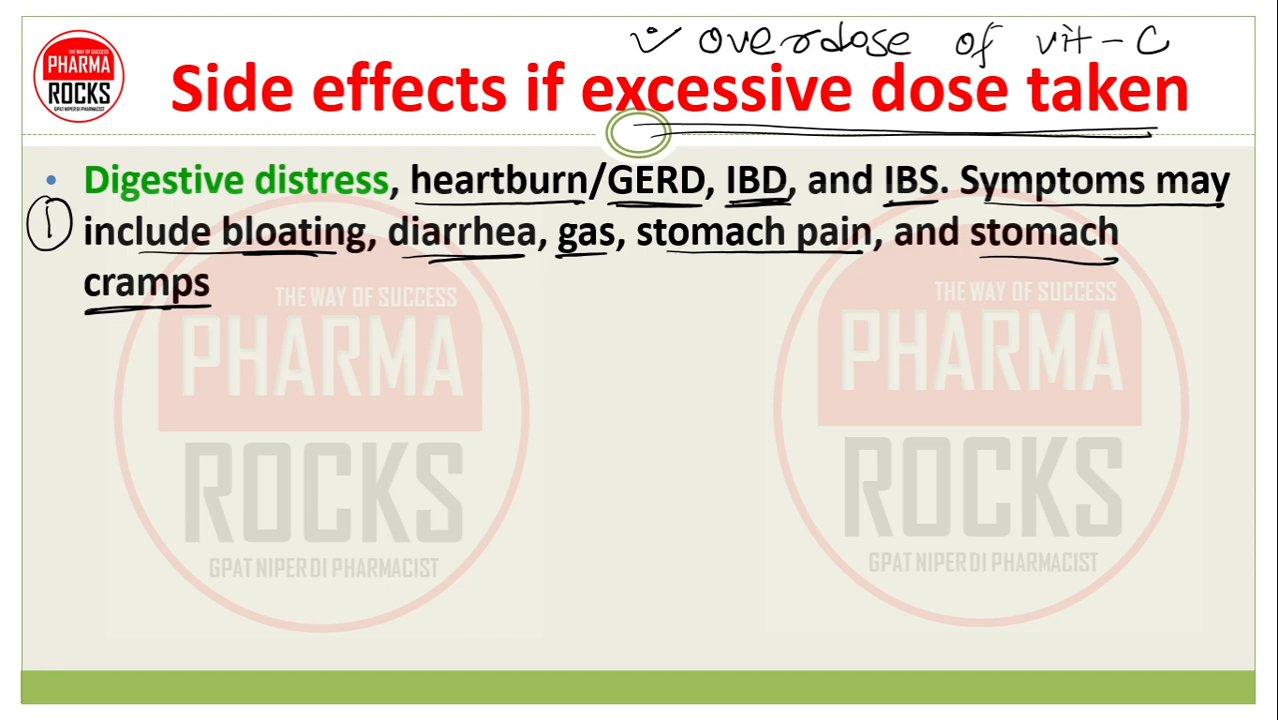 overdose of vit-C
THE WAY OF SUCCESS
PHARMA
ROCKS
GPAT NIPER DI PHARMACIST
Side effects if excessive dose taken
• Digestive distress, heartburn/GERD, IBD, and IBS. Symptoms may
1 include bloating, diarrhea, gas, stomach pain, and stomach
cramps
THE WAY OF SUCCESS
PHARMA
ROCKS
GPAT NIPER DI PHARMACIST
THE WAY OF SUCCESS
PHARMA
ROCKS
GPAT NIPER DI PHARMACIST